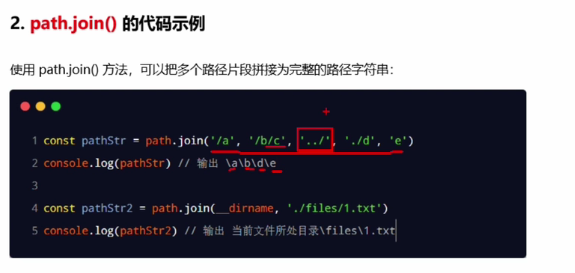 2. path.join() 的代码示例
使用 path.join() 方法，可以把多个路径片段拼接为完整的路径字符串：
1 const pathStr = path.join('/a', '/b/c', '../', './d', 'e')
2 console.log(pathStr) // 输出 \a\b\d\e
3
4 const pathStr2 = path.join(__dirname, './files/1.txt')
5 console.log(pathStr2) // 输出 当前文件所处目录\files\1.txt